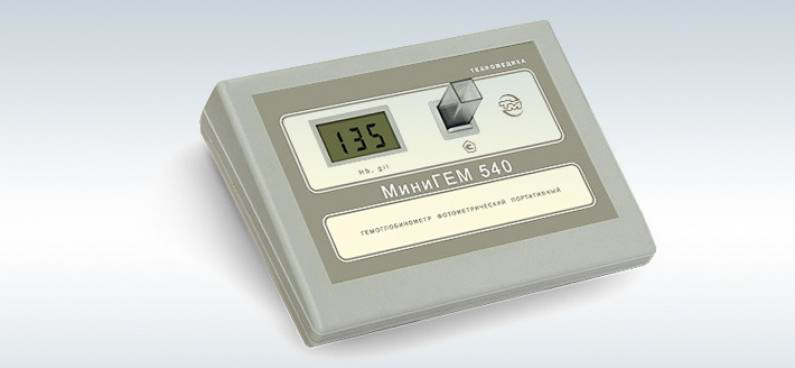 ТЕХНОМЕДИКА
135
Hb, g/l
МиниГЕМ 540
ГЕМОГЛОБИНОМЕТР ФОТОМЕТРИЧЕСКИЙ ПОРТАТИВНЫЙ